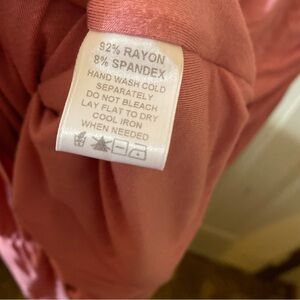 92% RAYON
8% SPANDEX
HAND WASH COLD
SEPARATELY
DO NOT BLEACH
LAY FLAT TO DRY
COOL IRON
WHEN NEEDED